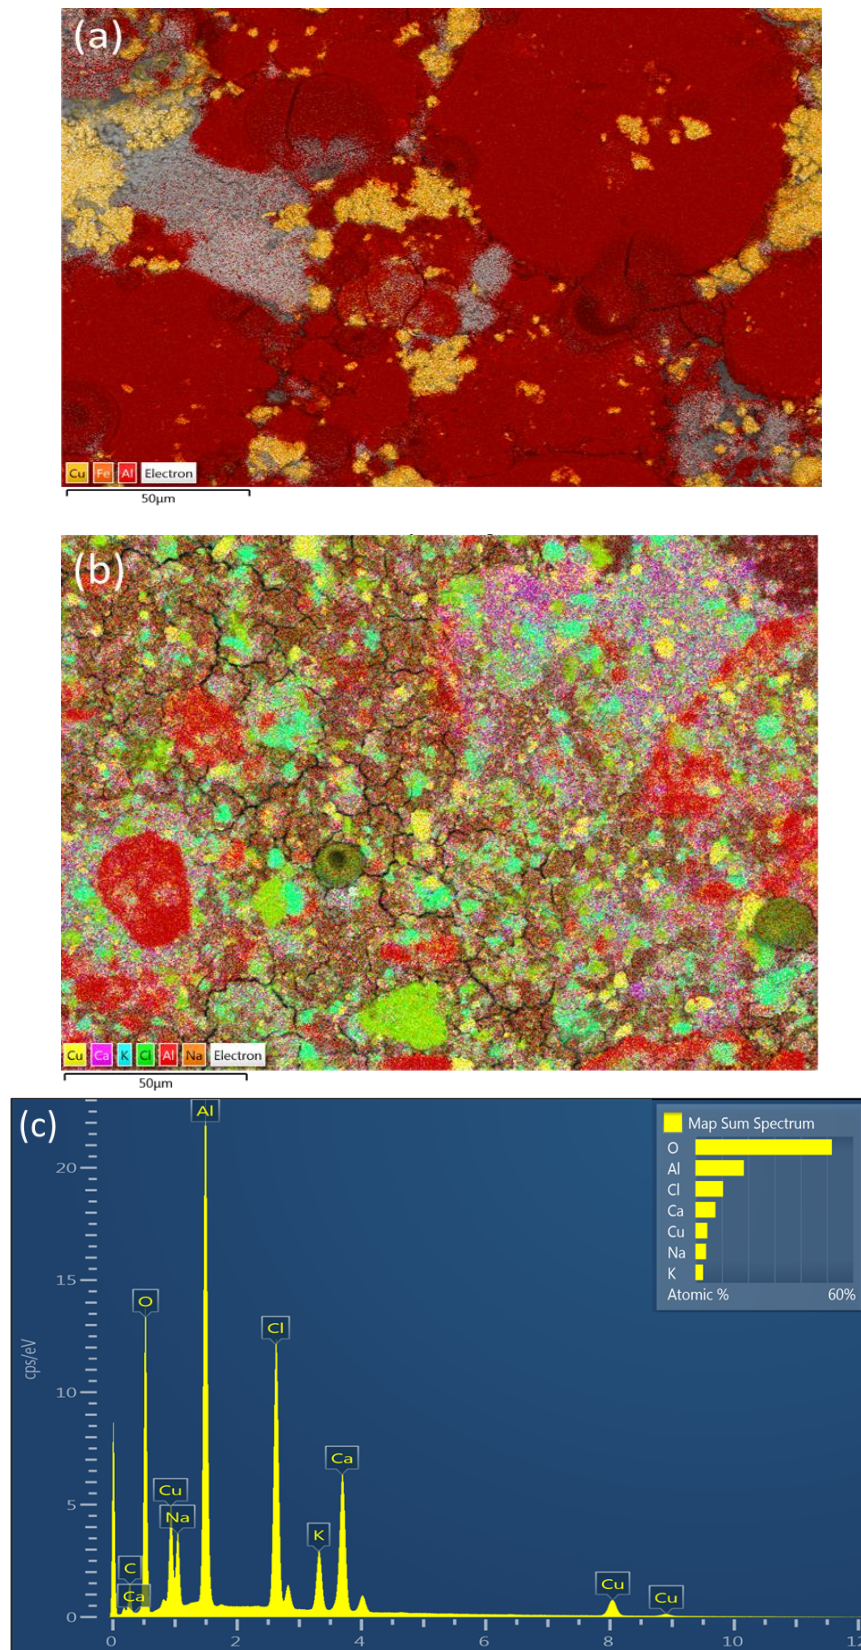 (a)
Cu Fe Al Electron
50μm
(b)
Cu Ca K Cl Al Na Electron
50μm
(c)
Al
Map Sum Spectrum
O
Al
Cl
Ca
Cu
Na
K
Atomic % 60%
20
15
10
5
0
cps/eV
O
Cl
Ca
Cu
Na
K
C
Ca
Cu
Cu
0 2 4 6 8 10